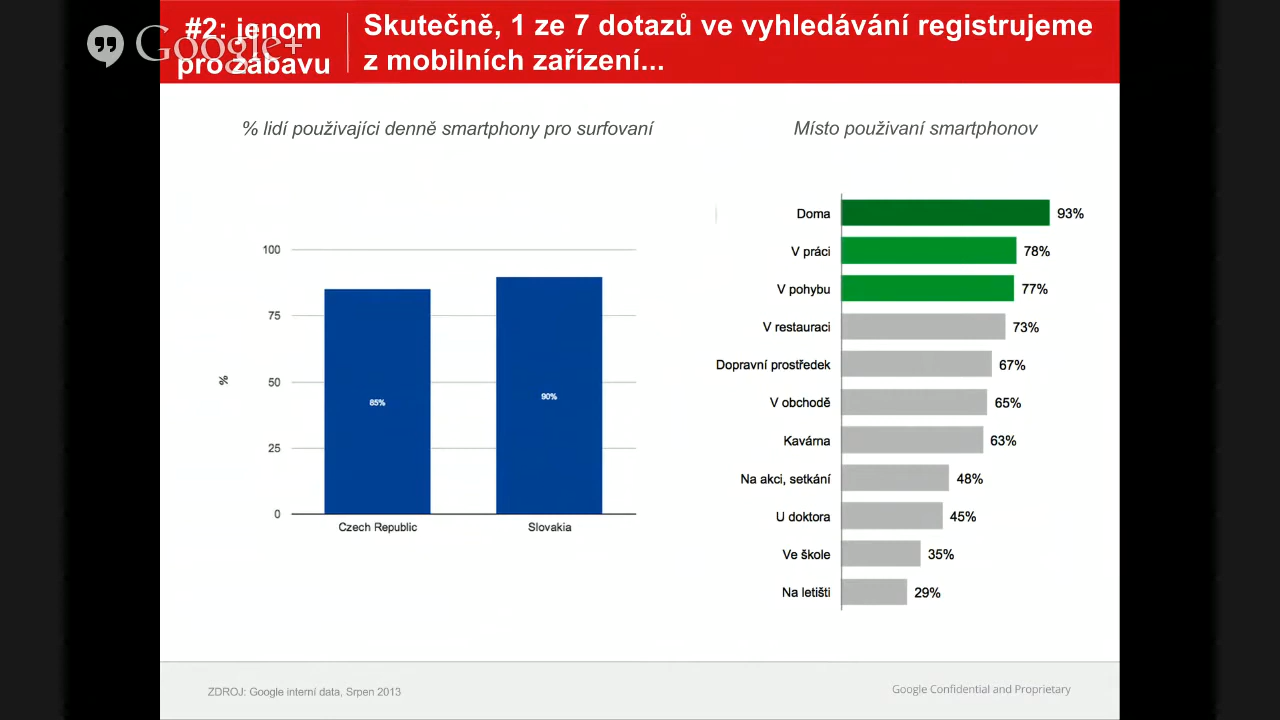 #2: jenom
pro zábavu
Google+
Skutečně, 1 ze 7 dotazů ve vyhledávání registrujeme
z mobilních zařízení...
% lidí použivajíci denně smartphony pro surfovaní
Místo použivaní smartphonov
100
75
50
25
0
%
85%
90%
Czech Republic
Slovakia
Doma 93%
V práci 78%
V pohybu 77%
V restauraci 73%
Dopravní prostředek 67%
V obchodě 65%
Kavárna 63%
Na akci, setkání 48%
U doktora 45%
Ve škole 35%
Na letišti 29%
ZDROJ: Google interní data, Srpen 2013
Google Confidential and Proprietary